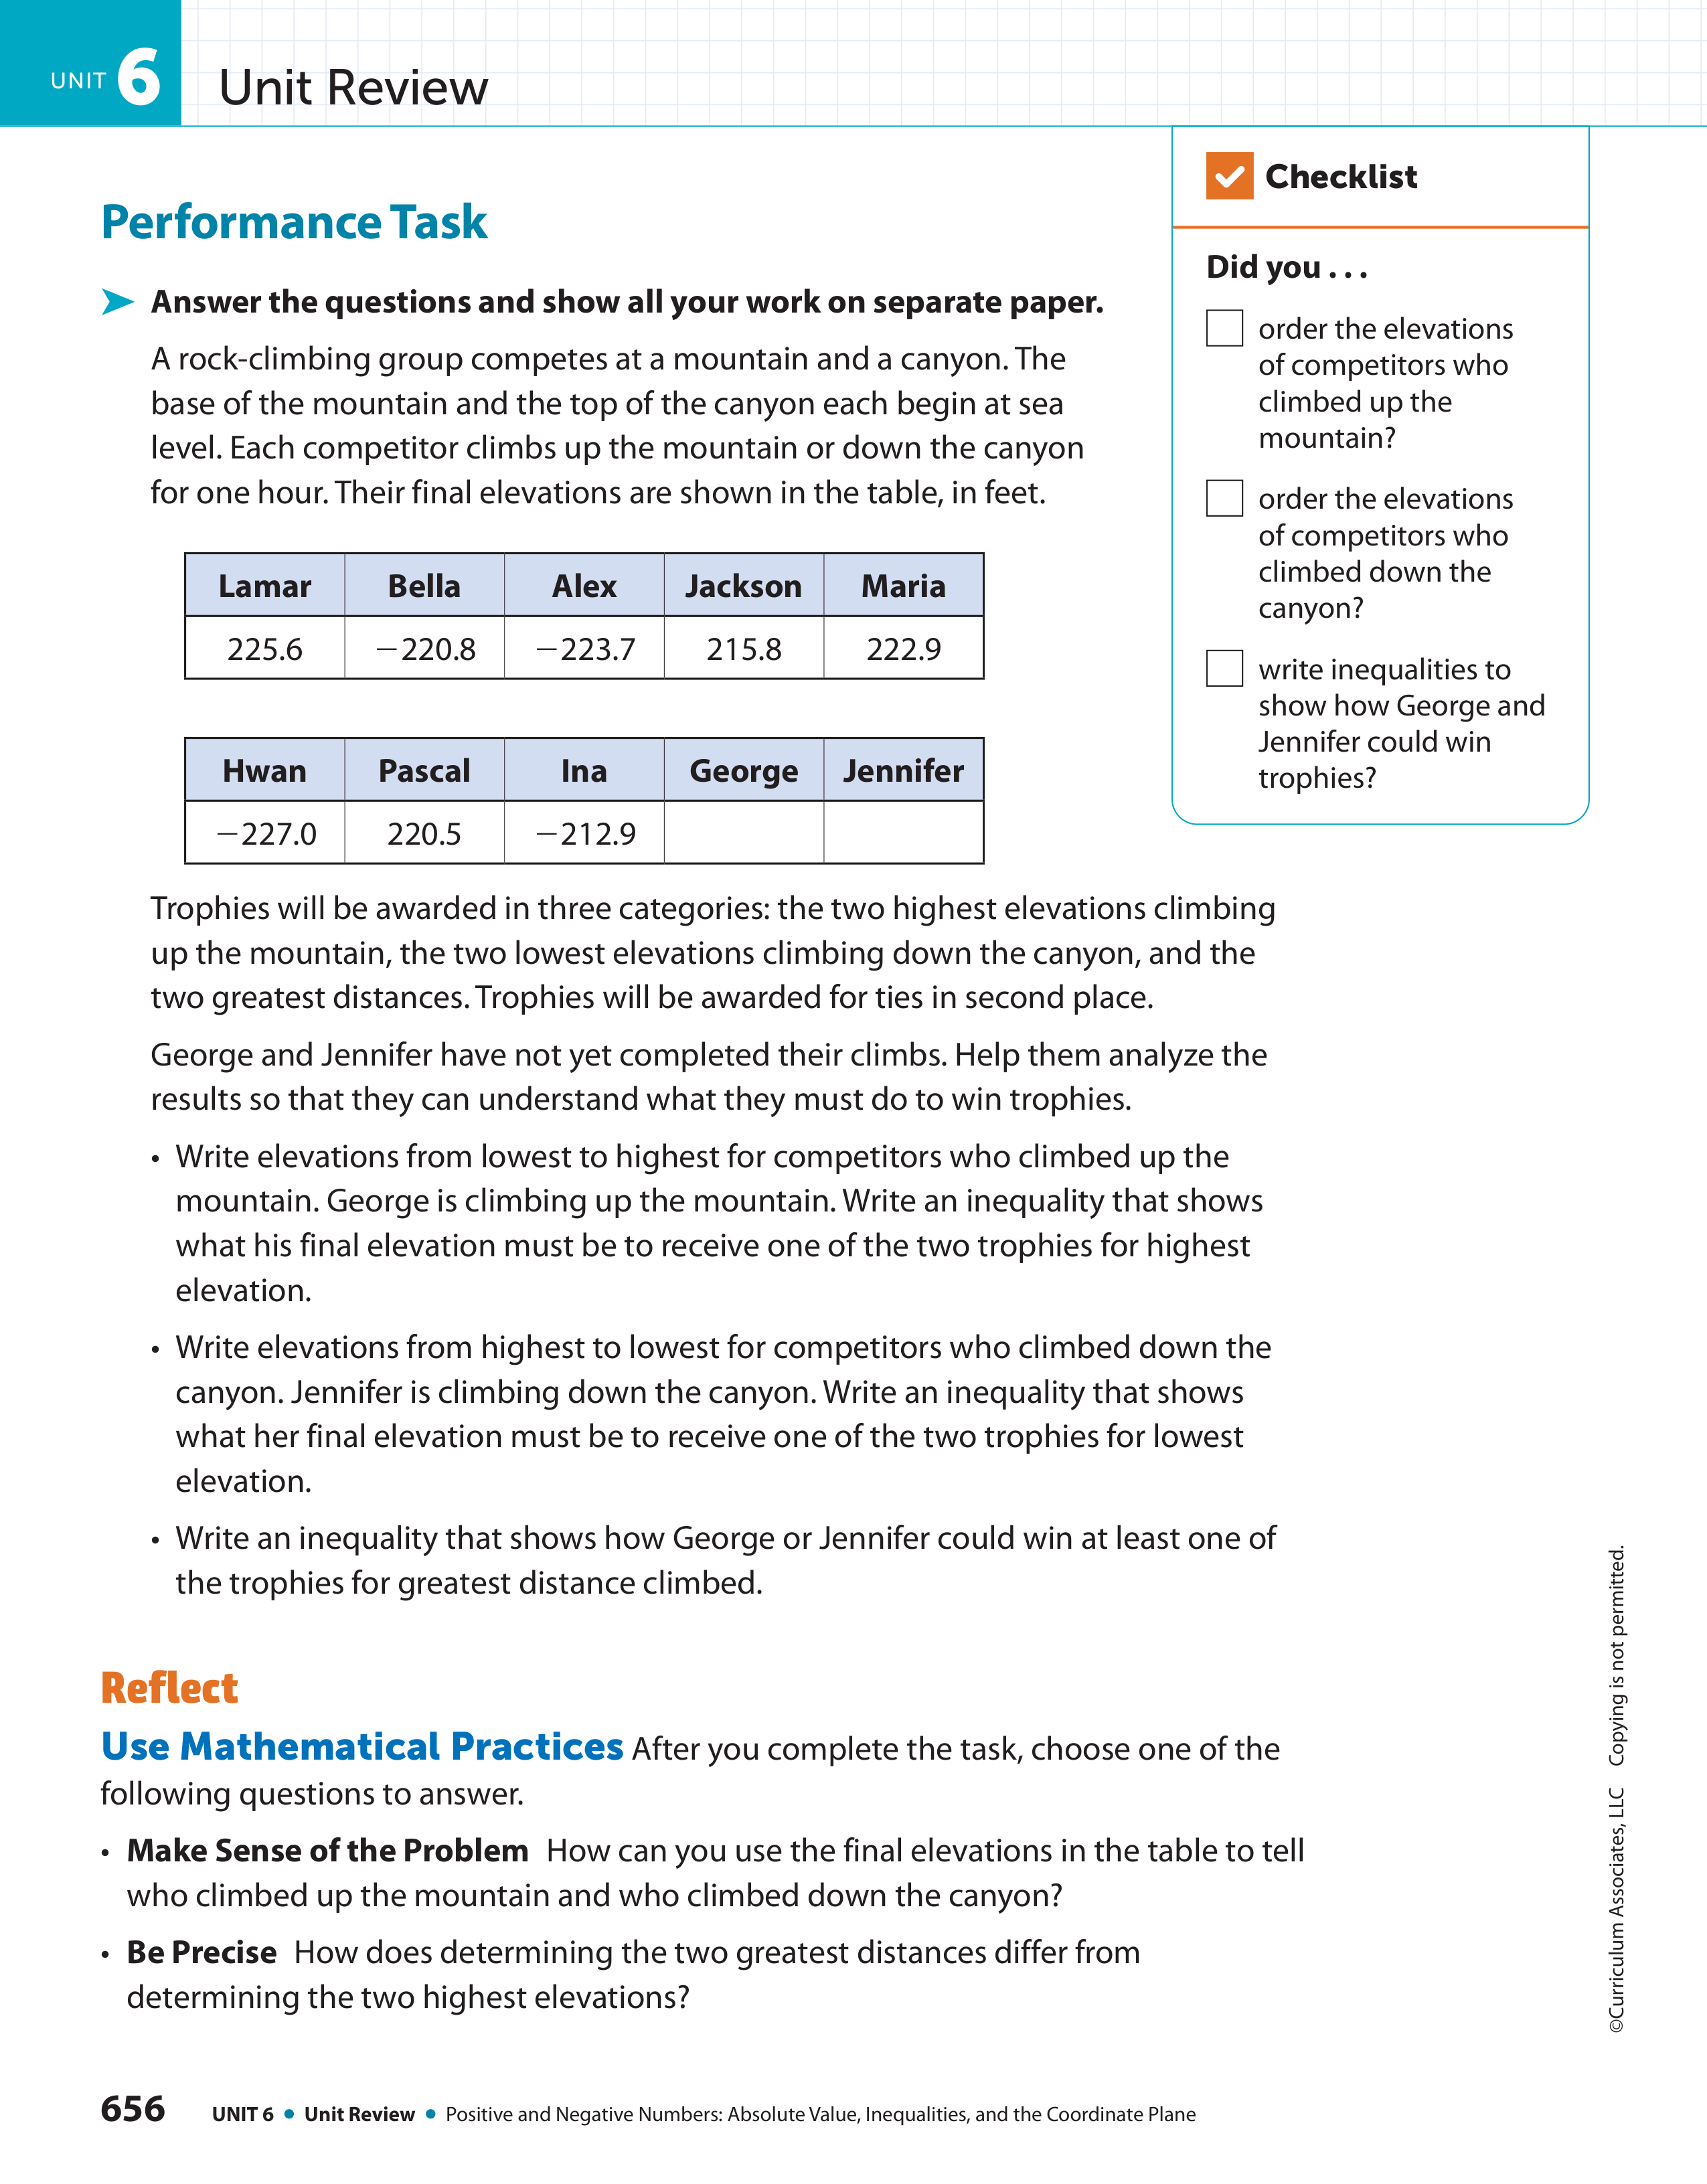 UNIT 6 Unit Review
Checklist
Did you . . .
order the elevations
of competitors who
climbed up the
mountain?
order the elevations
of competitors who
climbed down the
canyon?
write inequalities to
show how George and
Jennifer could win
trophies?
Performance Task
Answer the questions and show all your work on separate paper.
A rock-climbing group competes at a mountain and a canyon. The
base of the mountain and the top of the canyon each begin at sea
level. Each competitor climbs up the mountain or down the canyon
for one hour. Their final elevations are shown in the table, in feet.
Lamar Bella Alex Jackson Maria
225.6 −220.8 −223.7 215.8 222.9
Hwan Pascal Ina George Jennifer
−227.0 220.5 −212.9
Trophies will be awarded in three categories: the two highest elevations climbing
up the mountain, the two lowest elevations climbing down the canyon, and the
two greatest distances. Trophies will be awarded for ties in second place.
George and Jennifer have not yet completed their climbs. Help them analyze the
results so that they can understand what they must do to win trophies.
• Write elevations from lowest to highest for competitors who climbed up the
mountain. George is climbing up the mountain. Write an inequality that shows
what his final elevation must be to receive one of the two trophies for highest
elevation.
• Write elevations from highest to lowest for competitors who climbed down the
canyon. Jennifer is climbing down the canyon. Write an inequality that shows
what her final elevation must be to receive one of the two trophies for lowest
elevation.
• Write an inequality that shows how George or Jennifer could win at least one of
the trophies for greatest distance climbed.
Reflect
Use Mathematical Practices After you complete the task, choose one of the
following questions to answer.
• Make Sense of the Problem How can you use the final elevations in the table to tell
who climbed up the mountain and who climbed down the canyon?
• Be Precise How does determining the two greatest distances differ from
determining the two highest elevations?
©Curriculum Associates, LLC Copying is not permitted.
656 UNIT 6 • Unit Review • Positive and Negative Numbers: Absolute Value, Inequalities, and the Coordinate Plane